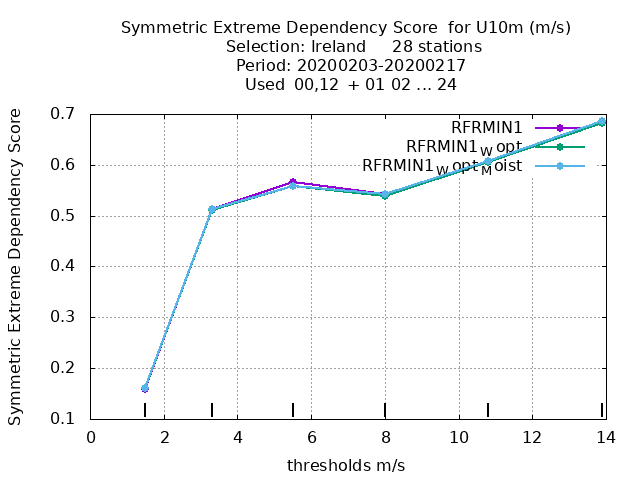 Symmetric Extreme Dependency Score for U10m (m/s)
Selection: Ireland 28 stations
Period: 20200203-20200217
Used 00,12 + 01 02 ... 24
Symmetric Extreme Dependency Score
0.7
0.6
0.5
0.4
0.3
0.2
0.1
RFRMIN1
RFRMIN1W opt
RFRMIN1W optM oist
0 2 4 6 8 10 12 14
thresholds m/s